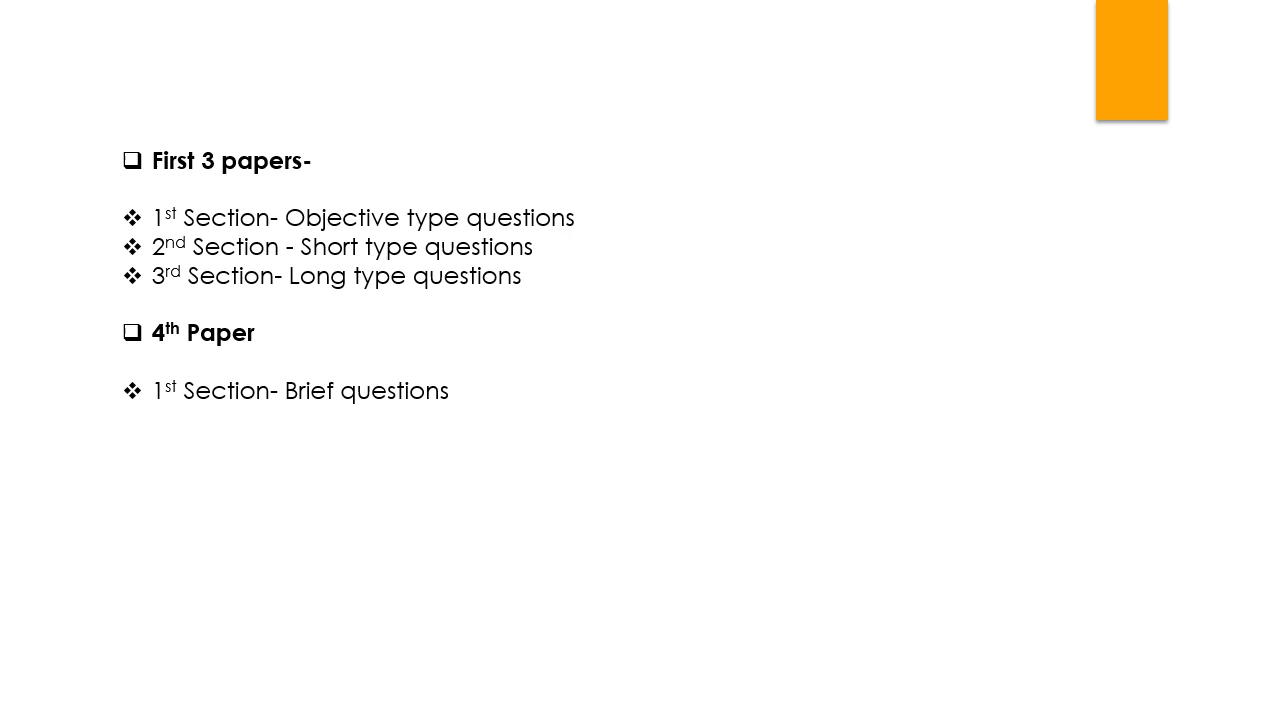 ❑ First 3 papers-
❖ 1st Section- Objective type questions
❖ 2nd Section - Short type questions
❖ 3rd Section- Long type questions
❑ 4th Paper
❖ 1st Section- Brief questions